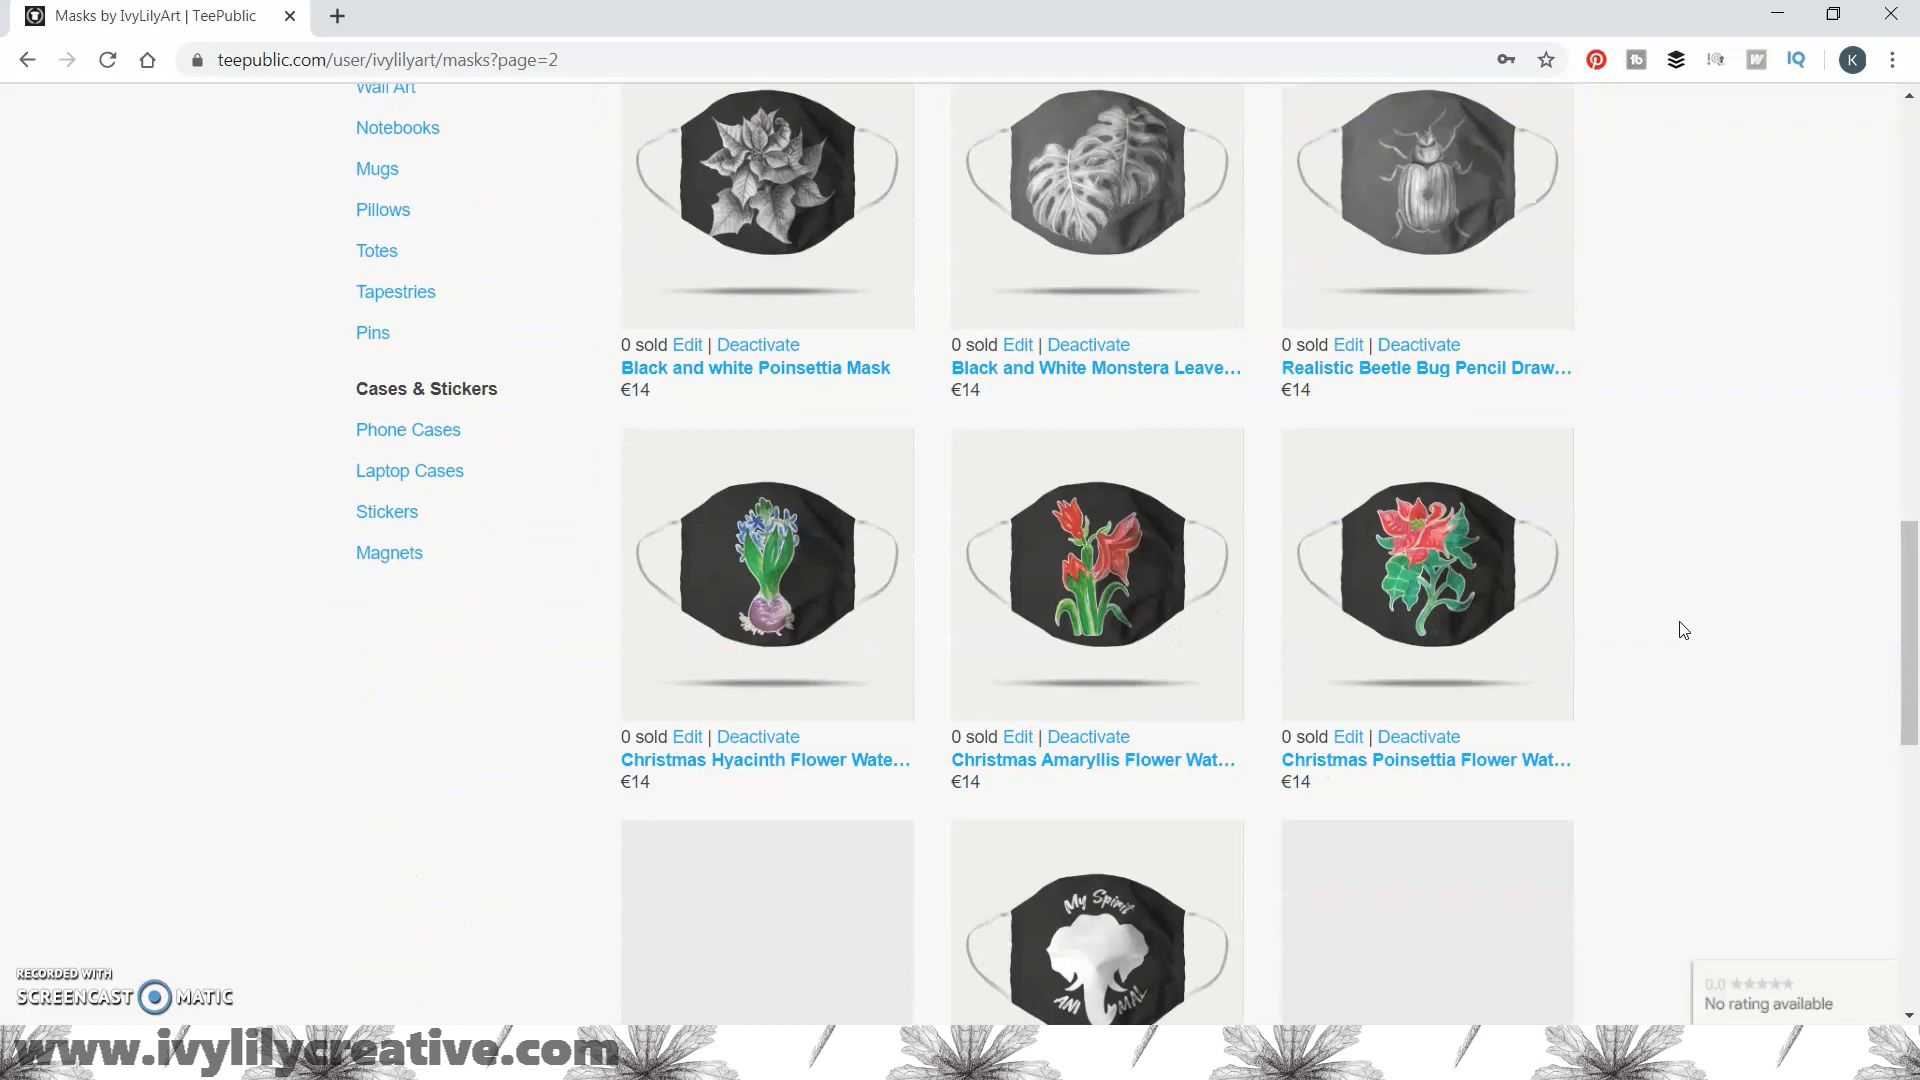 Masks by IvyLilyArt | TeePublic
teepublic.com/user/ivylilyart/masks?page=2
K
Wall Art
Notebooks
Mugs
Pillows
Totes
Tapestries
Pins
Cases & Stickers
Phone Cases
Laptop Cases
Stickers
Magnets
0 sold Edit | Deactivate
Black and white Poinsettia Mask
€14
0 sold Edit | Deactivate
Black and White Monstera Leave...
€14
0 sold Edit | Deactivate
Realistic Beetle Bug Pencil Draw...
€14
0 sold Edit | Deactivate
Christmas Hyacinth Flower Wate...
€14
0 sold Edit | Deactivate
Christmas Amaryllis Flower Wat...
€14
0 sold Edit | Deactivate
Christmas Poinsettia Flower Wat...
€14
My Spirit
ANIMAL
0.0 ★★★★★
No rating available
RECORDED WITH
SCREENCAST MATIC
www.ivylilycreative.com